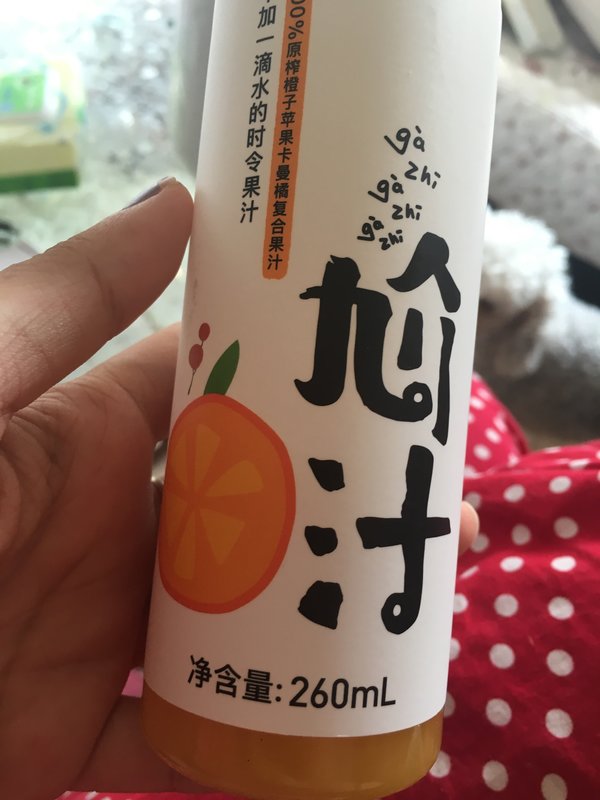 加一滴水的时令果汁
00%原榨橙子苹果卡曼橘复合果汁
gà
zhi
gà
zhi
gà
zhi
尬
汁
净含量:260mL